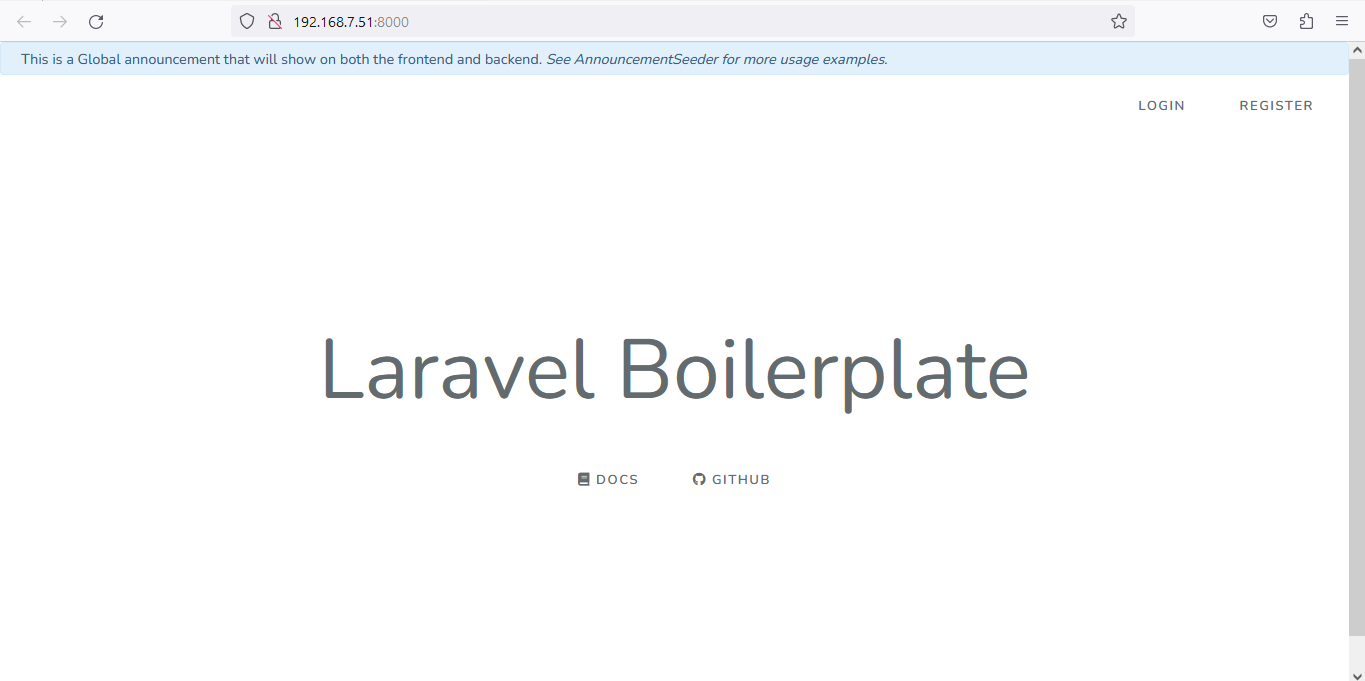 192.168.7.51:8000
This is a Global announcement that will show on both the frontend and backend. See AnnouncementSeeder for more usage examples.
LOGIN REGISTER
Laravel Boilerplate
DOCS GITHUB